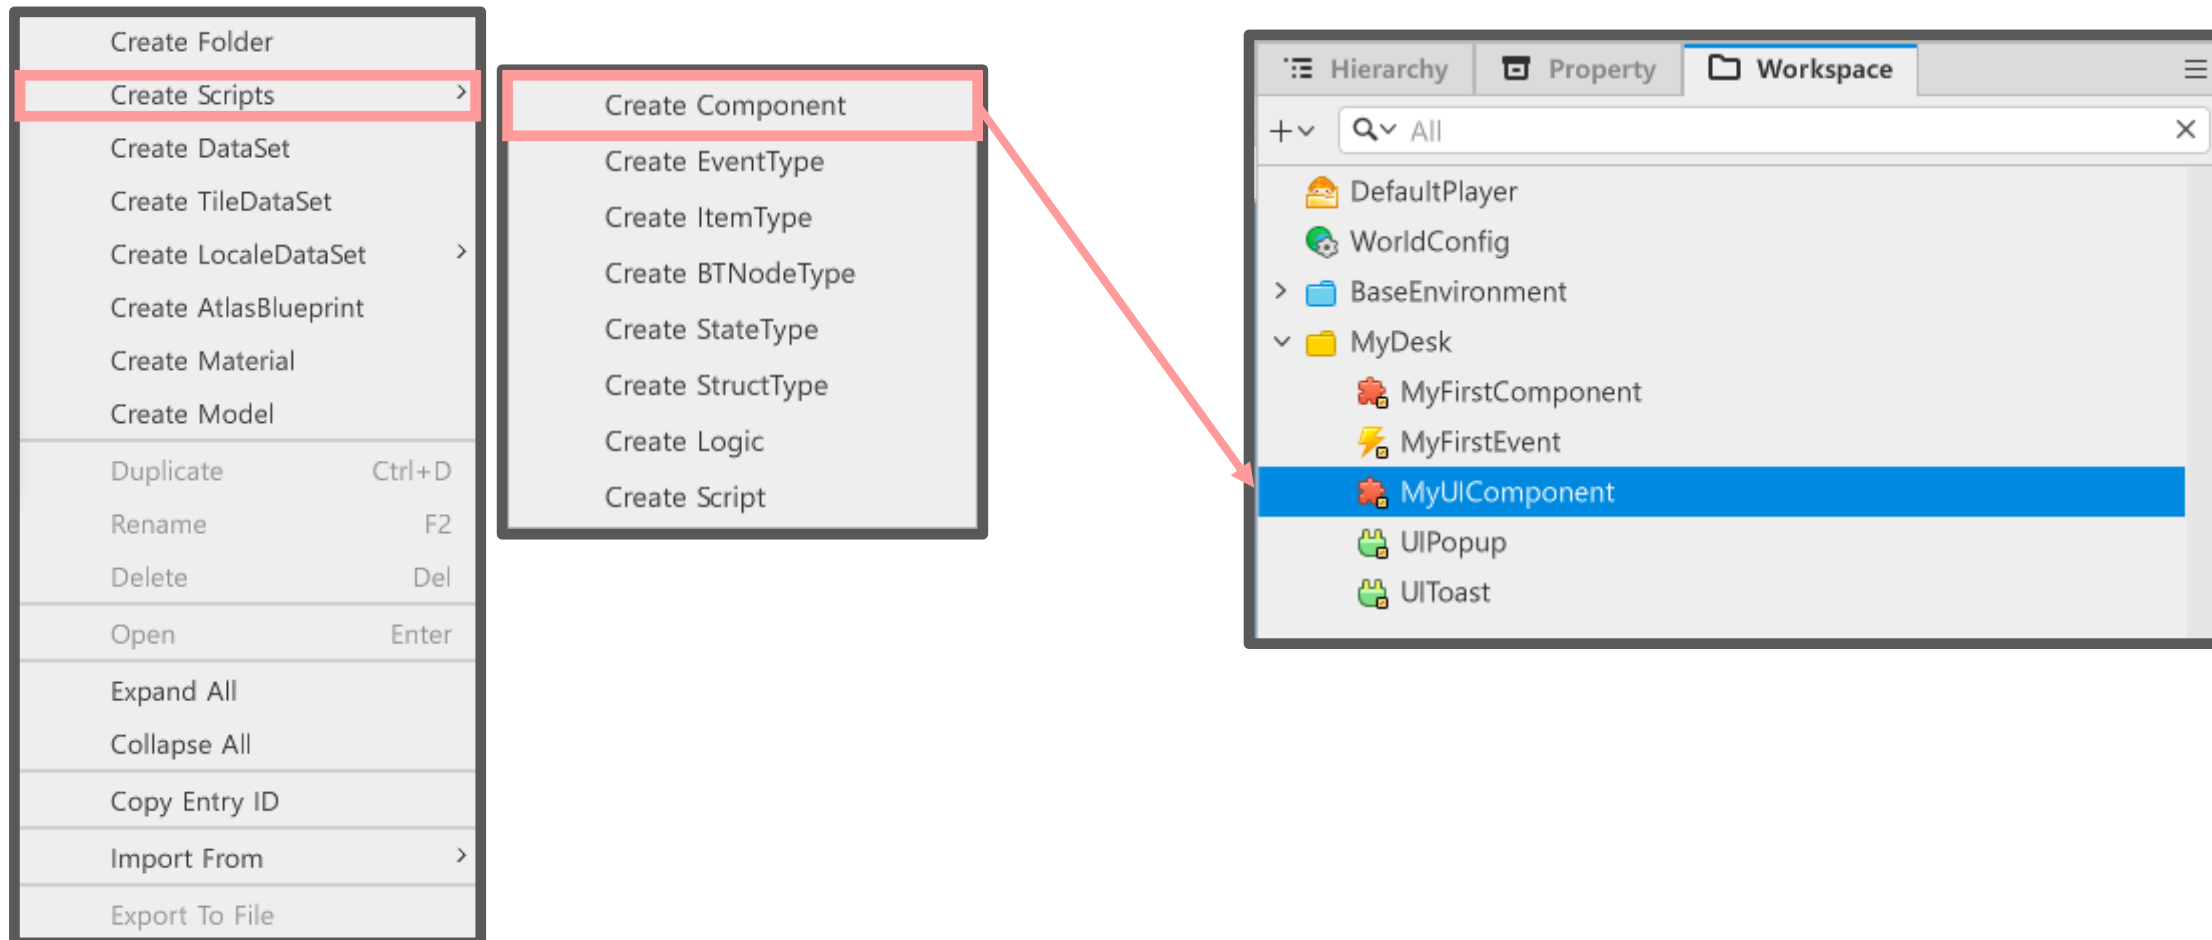 Create Folder
Create Scripts
Create DataSet
Create TileDataSet
Create LocaleDataSet
Create AtlasBlueprint
Create Material
Create Model
Duplicate Ctrl+D
Rename F2
Delete Del
Open Enter
Expand All
Collapse All
Copy Entry ID
Import From
Export To File
Create Component
Create EventType
Create ItemType
Create BTNodeType
Create StateType
Create StructType
Create Logic
Create Script
Hierarchy Property Workspace
All
DefaultPlayer
WorldConfig
BaseEnvironment
MyDesk
MyFirstComponent
MyFirstEvent
MyUIComponent
UIPopup
UIToast